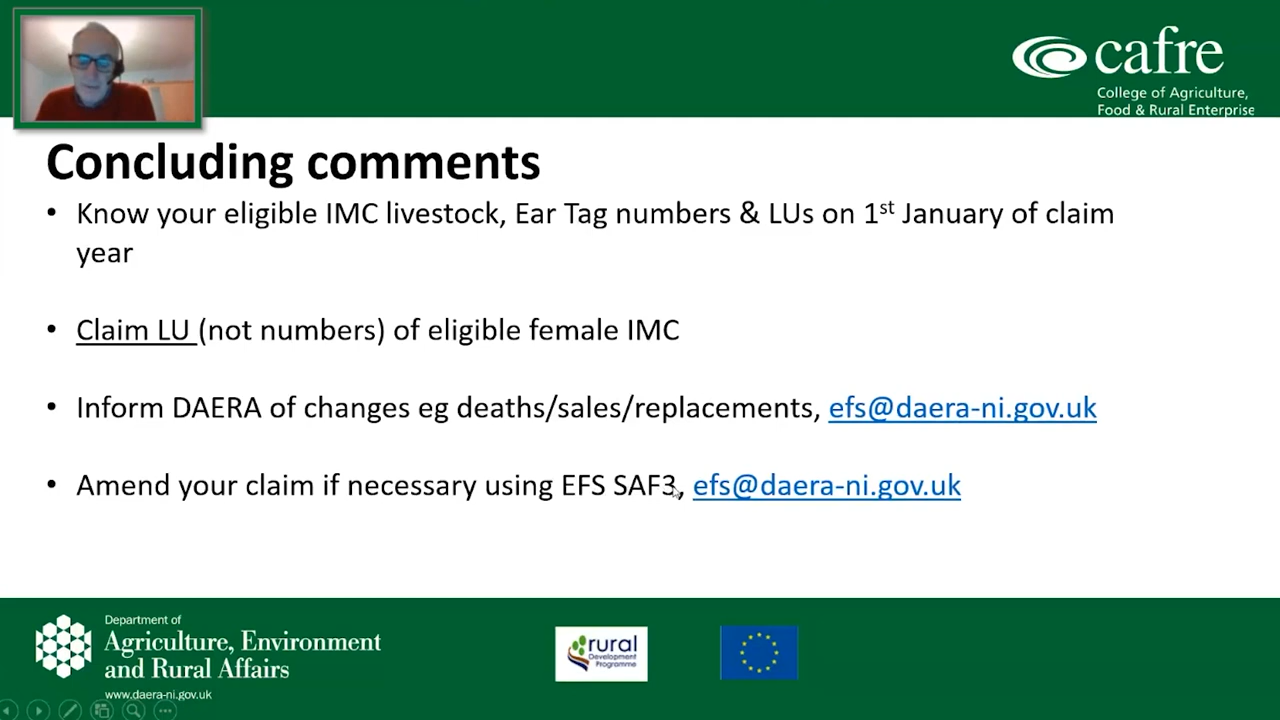 cafre
College of Agriculture,
Food & Rural Enterprise
Concluding comments
• Know your eligible IMC livestock, Ear Tag numbers & LUs on 1st January of claim
year
• Claim LU (not numbers) of eligible female IMC
• Inform DAERA of changes eg deaths/sales/replacements, efs@daera-ni.gov.uk
• Amend your claim if necessary using EFS SAF3, efs@daera-ni.gov.uk
Department of
Agriculture, Environment
and Rural Affairs
www.daera-ni.gov.uk
rural
Development
Programme